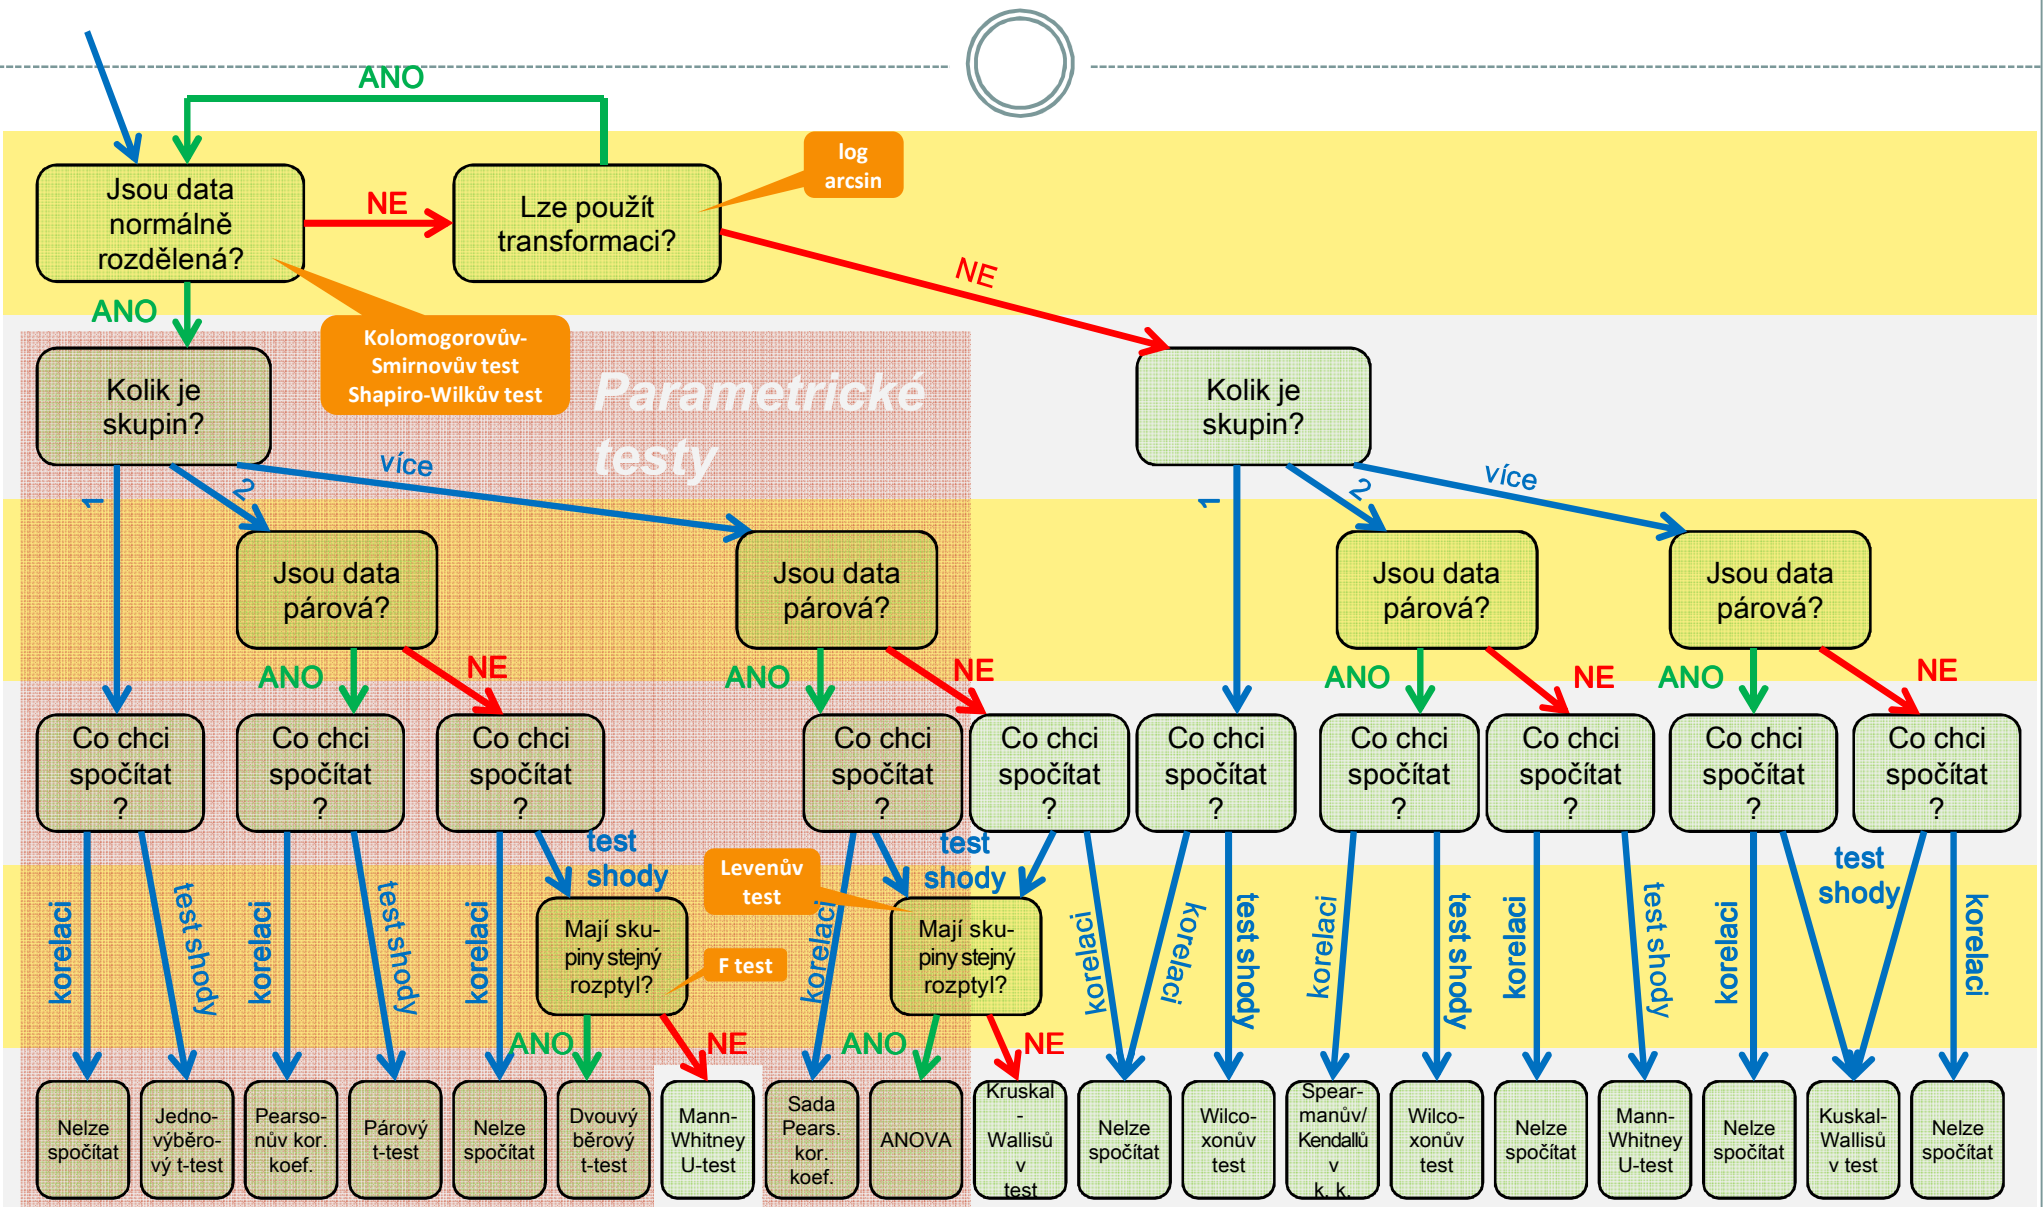 ANO
log
arcsin
Jsou data
normálně
rozdělená?
NE
Lze použít
transformaci?
NE
ANO
Kolomogorovův-
Smirnovův test
Shapiro-Wilkův test
Parametrické
testy
Kolik je
skupin?
Kolik je
skupin?
1
2
více
1
2
více
Jsou data
párová?
Jsou data
párová?
Jsou data
párová?
Jsou data
párová?
ANO
NE
ANO
NE
ANO
NE
ANO
NE
Co chci
spočítat
?
Co chci
spočítat
?
Co chci
spočítat
?
Co chci
spočítat
?
Co chci
spočítat
?
Co chci
spočítat
?
Co chci
spočítat
?
Co chci
spočítat
?
Co chci
spočítat
?
Co chci
spočítat
?
test
shody
Levenův
test
test
shody
test
shody
korelaci
test shody
korelaci
test shody
korelaci
Mají sku-
piny stejný
rozptyl?
F test
korelaci
Mají sku-
piny stejný
rozptyl?
korelaci
korelaci
test shody
korelaci
test shody
korelaci
test shody
korelaci
korelaci
ANO
NE
ANO
NE
Nelze
spočítat
Jedno-
výběro-
vý t-test
Pearso-
nův kor.
koef.
Párový
t-test
Nelze
spočítat
Dvouvý
běrový
t-test
Mann-
Whitney
U-test
Sada
Pears.
kor.
koef.
ANOVA
Kruskal
-
Wallisů
v
test
Nelze
spočítat
Wilco-
xonův
test
Spear-
manův/
Kendallů
v
k. k.
Wilco-
xonův
test
Nelze
spočítat
Mann-
Whitney
U-test
Nelze
spočítat
Kuskal-
Wallisů
v test
Nelze
spočítat